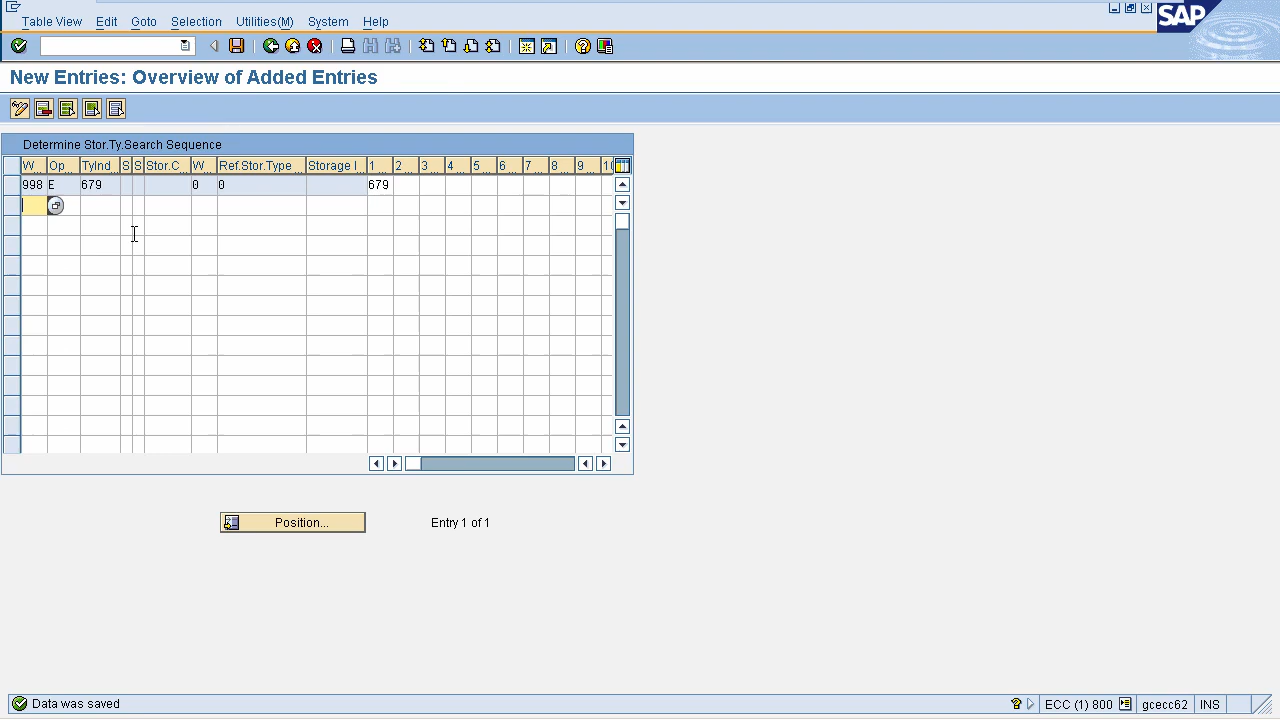 Table View Edit Goto Selection Utilities(M) System Help
SAP
New Entries: Overview of Added Entries
Determine Stor.Ty.Search Sequence
W... Op... TyInd S S Stor.C... W... Ref.Stor.Type... Storage I... 1... 2... 3... 4... 5... 6... 7... 8... 9... 10
998 E 679 0 0 679
Position... Entry 1 of 1
Data was saved ECC (1) 800 gcecc62 INS